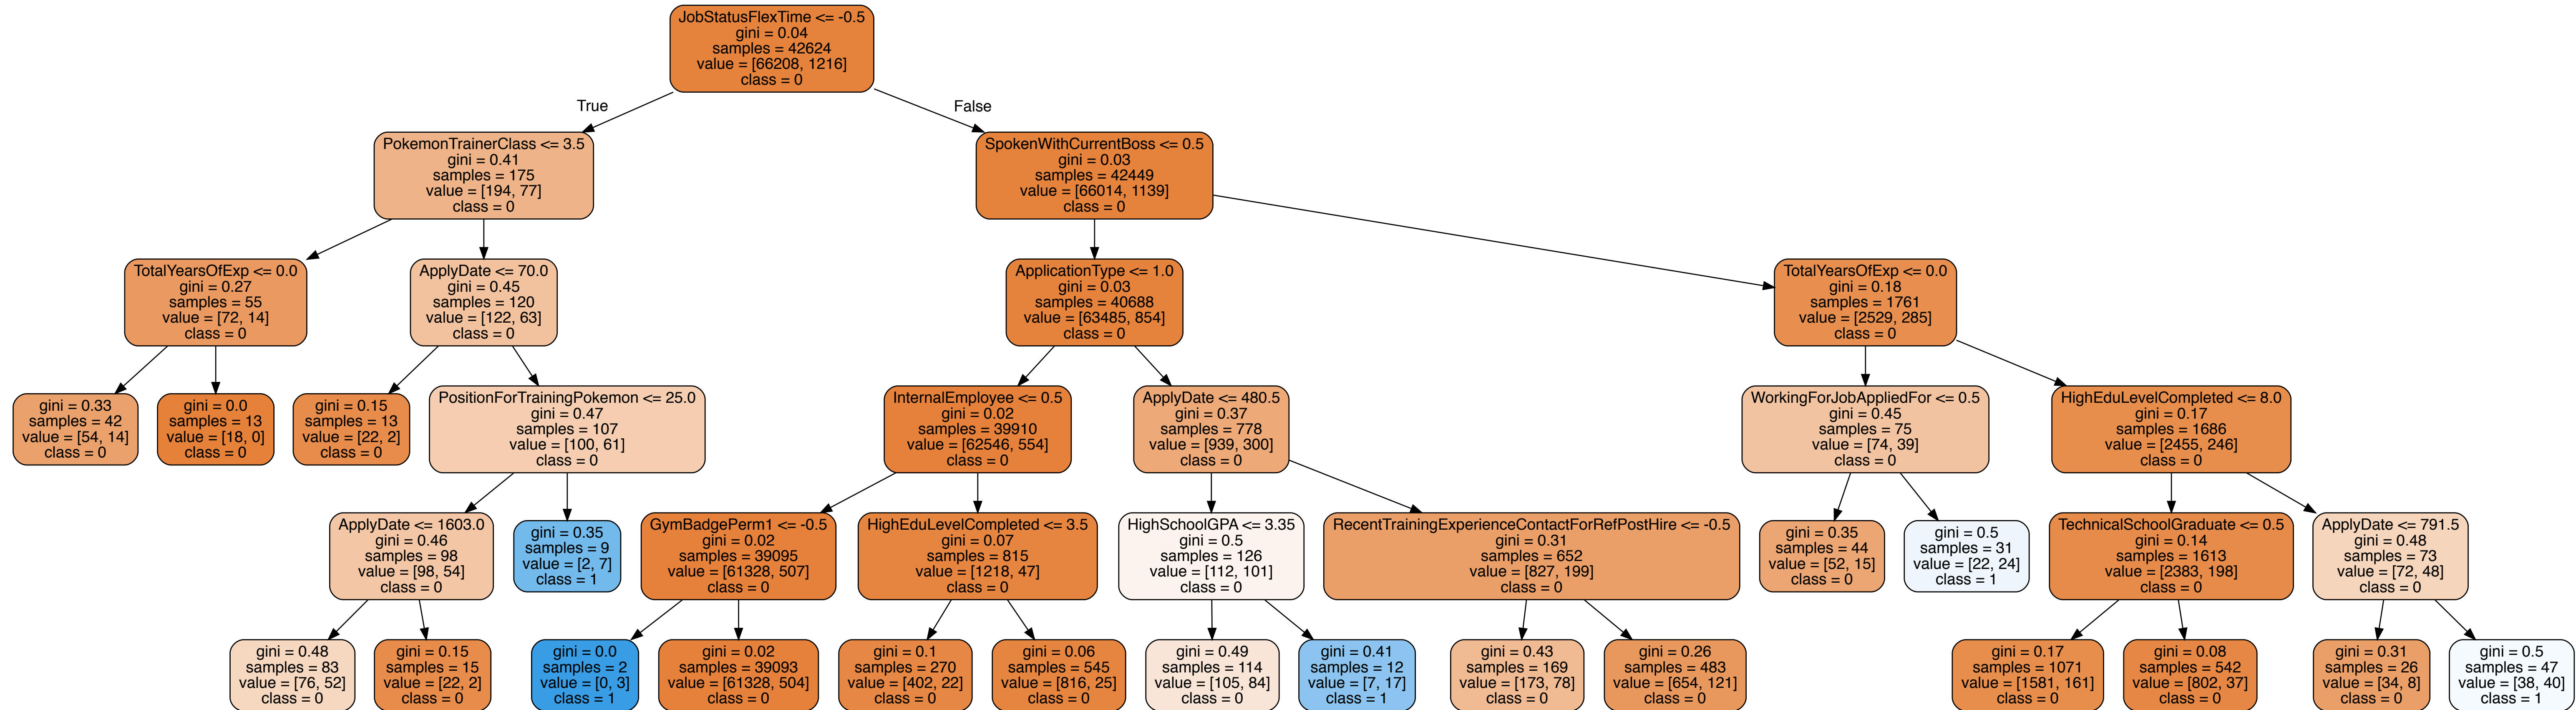 JobStatusFlexTime <= -0.5
gini = 0.04
samples = 42624
value = [66208, 1216]
class = 0
True
False
PokemonTrainerClass <= 3.5
gini = 0.41
samples = 175
value = [194, 77]
class = 0
SpokenWithCurrentBoss <= 0.5
gini = 0.03
samples = 42449
value = [66014, 1139]
class = 0
TotalYearsOfExp <= 0.0
gini = 0.27
samples = 55
value = [72, 14]
class = 0
ApplyDate <= 70.0
gini = 0.45
samples = 120
value = [122, 63]
class = 0
ApplicationType <= 1.0
gini = 0.03
samples = 40688
value = [63485, 854]
class = 0
TotalYearsOfExp <= 0.0
gini = 0.18
samples = 1761
value = [2529, 285]
class = 0
gini = 0.33
samples = 42
value = [54, 14]
class = 0
gini = 0.0
samples = 13
value = [18, 0]
class = 0
gini = 0.15
samples = 13
value = [22, 2]
class = 0
PositionForTrainingPokemon <= 25.0
gini = 0.47
samples = 107
value = [100, 61]
class = 0
InternalEmployee <= 0.5
gini = 0.02
samples = 39910
value = [62546, 554]
class = 0
ApplyDate <= 480.5
gini = 0.37
samples = 778
value = [939, 300]
class = 0
WorkingForJobAppliedFor <= 0.5
gini = 0.45
samples = 75
value = [74, 39]
class = 0
HighEduLevelCompleted <= 8.0
gini = 0.17
samples = 1686
value = [2455, 246]
class = 0
ApplyDate <= 1603.0
gini = 0.46
samples = 98
value = [98, 54]
class = 0
gini = 0.35
samples = 9
value = [2, 7]
class = 1
GymBadgePerm1 <= -0.5
gini = 0.02
samples = 39095
value = [61328, 507]
class = 0
HighEduLevelCompleted <= 3.5
gini = 0.07
samples = 815
value = [1218, 47]
class = 0
HighSchoolGPA <= 3.35
gini = 0.5
samples = 126
value = [112, 101]
class = 0
RecentTrainingExperienceContactForRefPostHire <= -0.5
gini = 0.31
samples = 652
value = [827, 199]
class = 0
gini = 0.35
samples = 44
value = [52, 15]
class = 0
gini = 0.5
samples = 31
value = [22, 24]
class = 1
TechnicalSchoolGraduate <= 0.5
gini = 0.14
samples = 1613
value = [2383, 198]
class = 0
ApplyDate <= 791.5
gini = 0.48
samples = 73
value = [72, 48]
class = 0
gini = 0.48
samples = 83
value = [76, 52]
class = 0
gini = 0.15
samples = 15
value = [22, 2]
class = 0
gini = 0.0
samples = 2
value = [0, 3]
class = 1
gini = 0.02
samples = 39093
value = [61328, 504]
class = 0
gini = 0.1
samples = 270
value = [402, 22]
class = 0
gini = 0.06
samples = 545
value = [816, 25]
class = 0
gini = 0.49
samples = 114
value = [105, 84]
class = 0
gini = 0.41
samples = 12
value = [7, 17]
class = 1
gini = 0.43
samples = 169
value = [173, 78]
class = 0
gini = 0.26
samples = 483
value = [654, 121]
class = 0
gini = 0.17
samples = 1071
value = [1581, 161]
class = 0
gini = 0.08
samples = 542
value = [802, 37]
class = 0
gini = 0.31
samples = 26
value = [34, 8]
class = 0
gini = 0.5
samples = 47
value = [38, 40]
class = 1